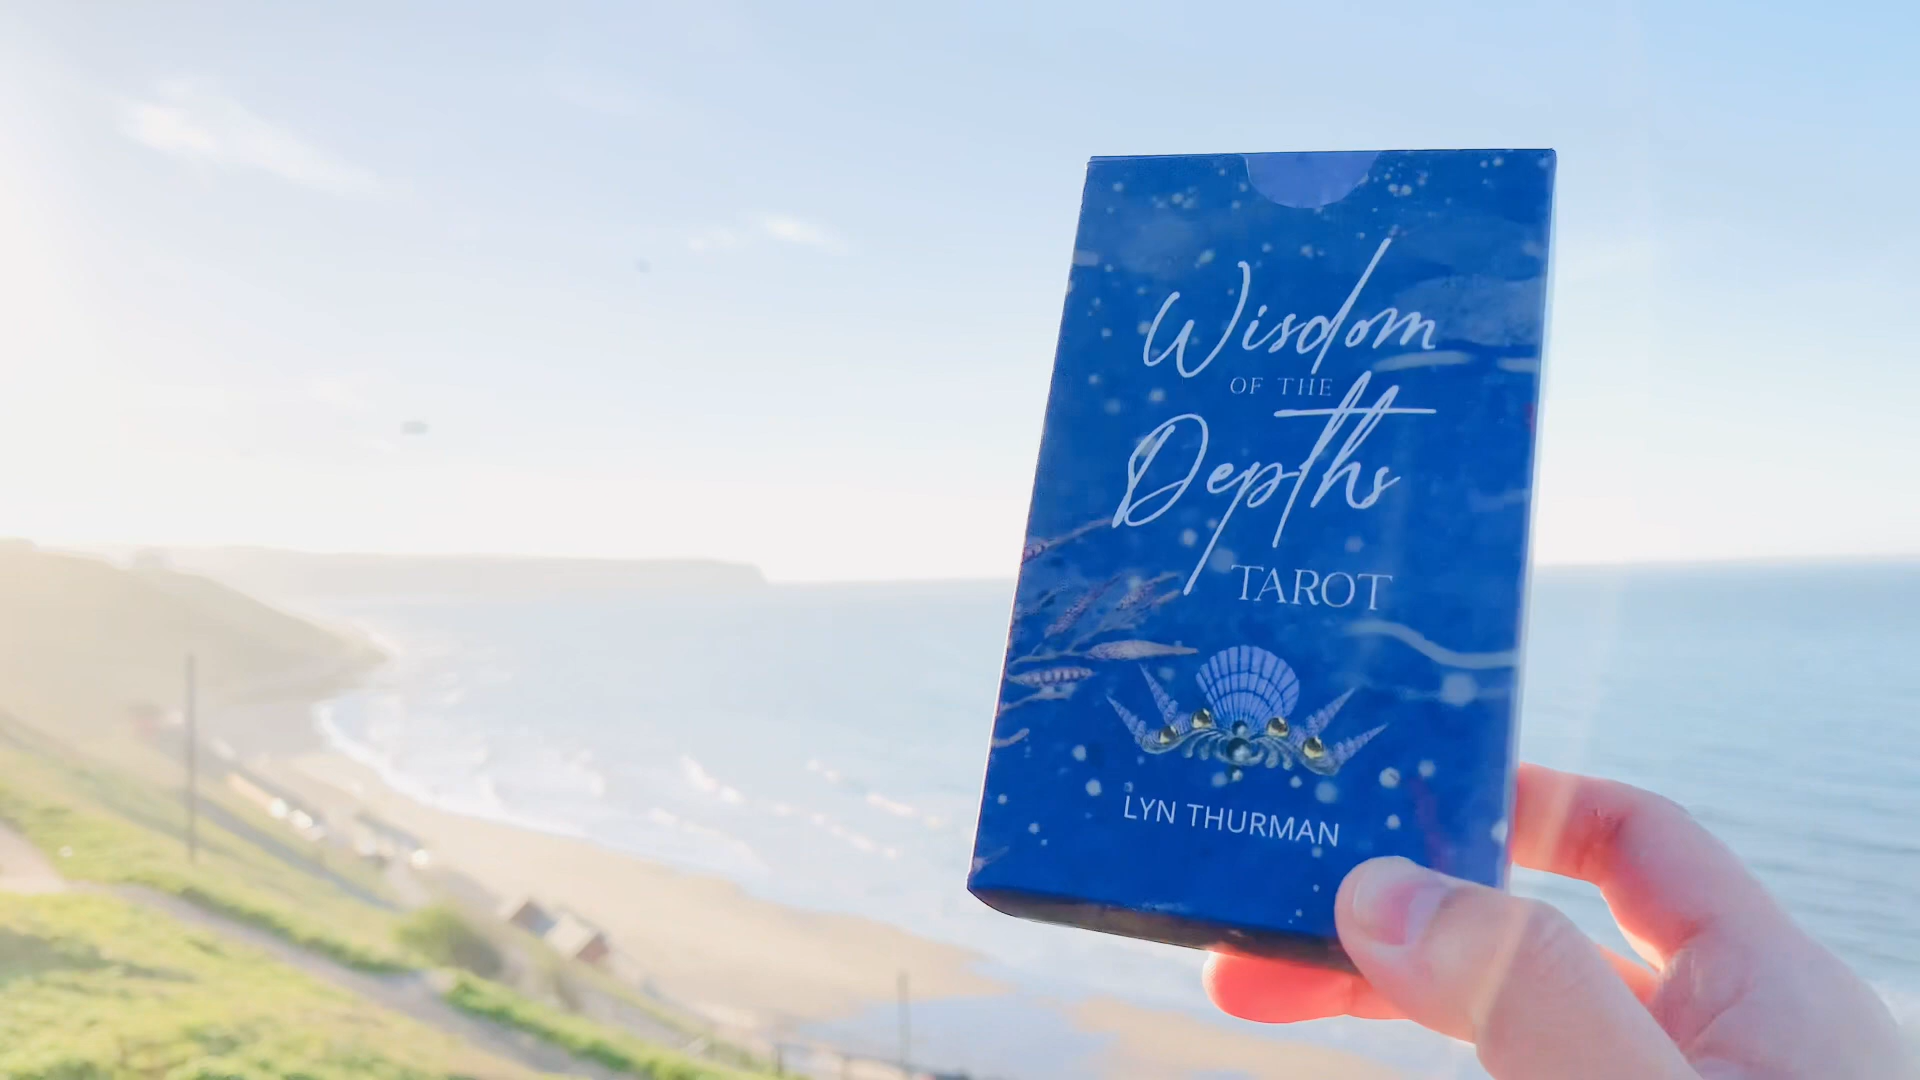 Wisdom
OF THE
Depths
TAROT
LYN THURMAN